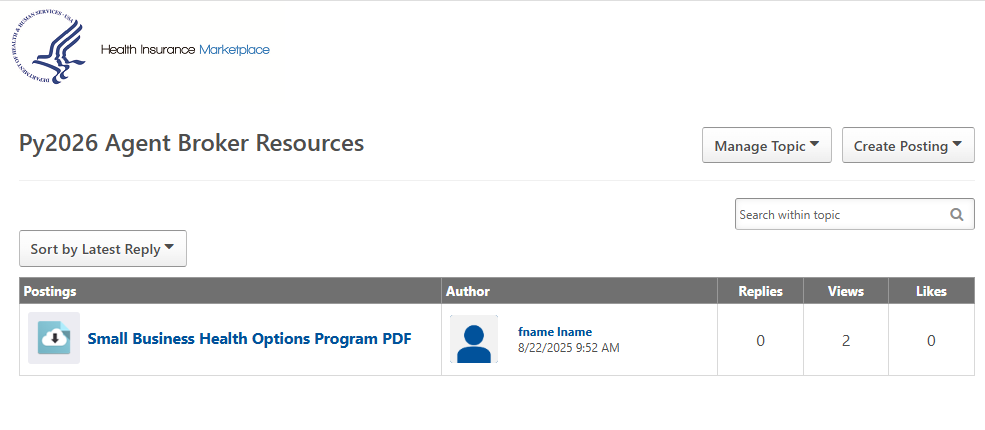 DEPARTMENT OF HEALTH & HUMAN SERVICES · USA
Health Insurance Marketplace
Py2026 Agent Broker Resources
Manage Topic
Create Posting
Search within topic
Sort by Latest Reply
Postings Author Replies Views Likes
Small Business Health Options Program PDF
fname lname
8/22/2025 9:52 AM
0 2 0